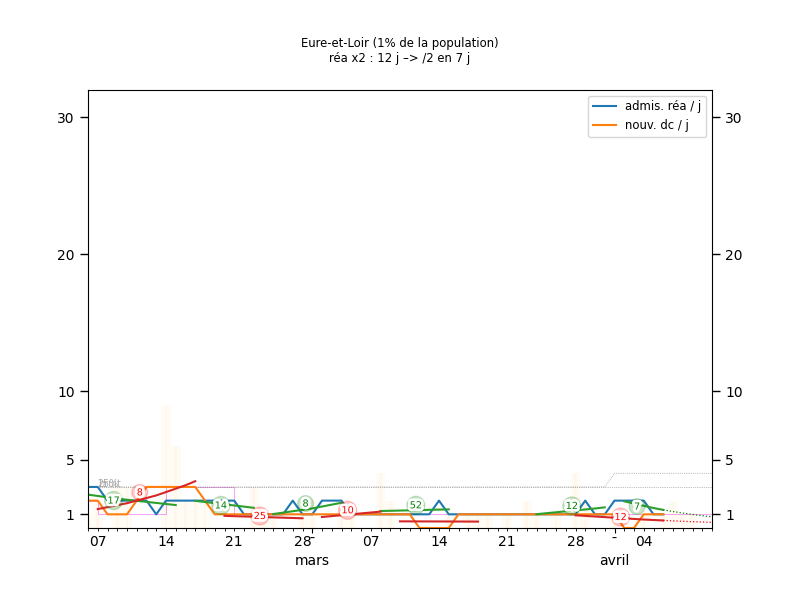 Eure-et-Loir (1% de la population)
réa x2 : 12 j –> /2 en 7 j
admis. réa / j
nouv. dc / j
30 30
20 20
10 10
5 5
1 1
17 8 14 25 8 10 52 12 12 7
07 14 21 28 07 14 21 28 04
mars avril